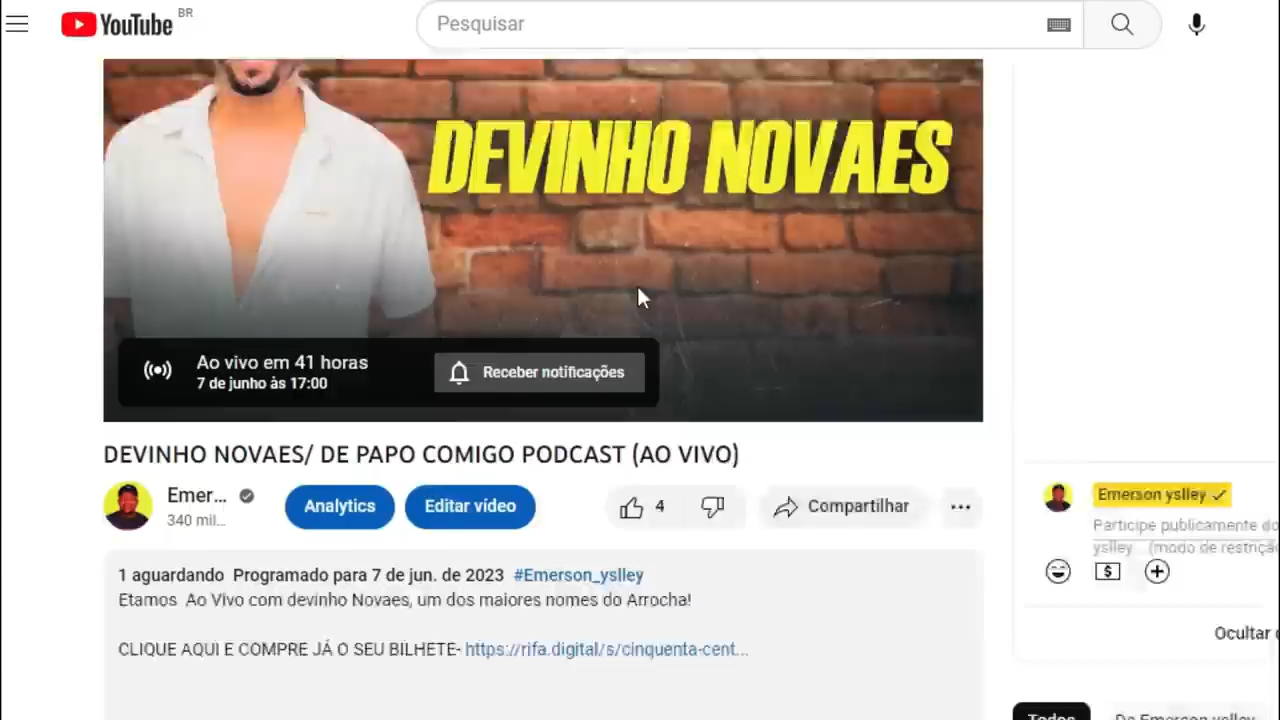 YouTube BR
Pesquisar
DEVINHO NOVAES
Ao vivo em 41 horas
7 de junho às 17:00
Receber notificações
DEVINHO NOVAES/ DE PAPO COMIGO PODCAST (AO VIVO)
Emer...
340 mil...
Analytics
Editar vídeo
4
Compartilhar
1 aguardando Programado para 7 de jun. de 2023 #Emerson_yslley
Etamos Ao Vivo com devinho Novaes, um dos maiores nomes do Arrocha!
CLIQUE AQUI E COMPRE JÁ O SEU BILHETE- https://rifa.digital/s/cinquenta-cent...
Emerson yslley
Participe publicamente do
yslley... (modo de restriçã
Ocultar
Todos
De Emerson yslley